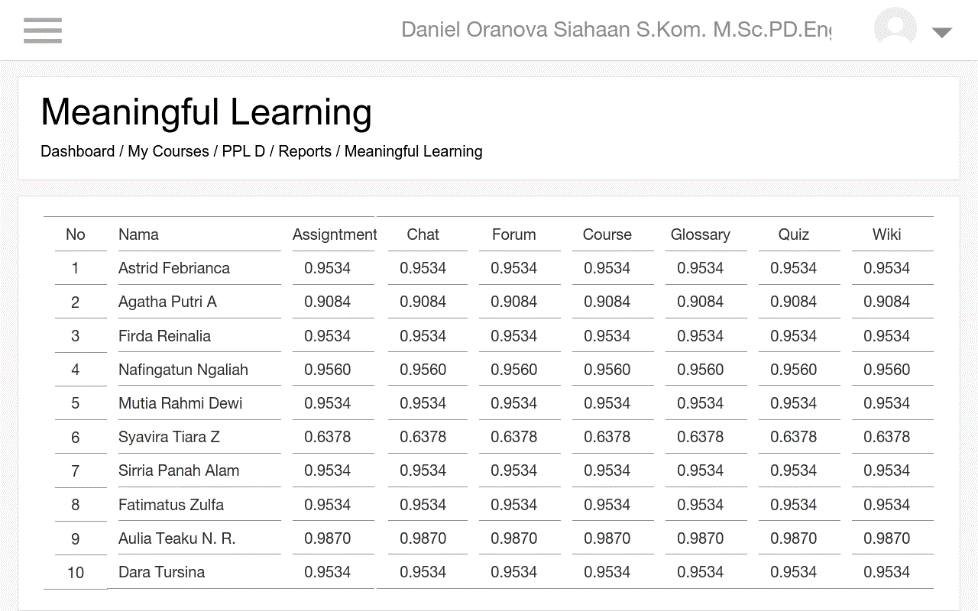 Daniel Oranova Siahaan S.Kom. M.Sc.PD.Eng
Meaningful Learning
Dashboard / My Courses / PPL D / Reports / Meaningful Learning
No Nama Assigntment Chat Forum Course Glossary Quiz Wiki
1 Astrid Febrianca 0.9534 0.9534 0.9534 0.9534 0.9534 0.9534 0.9534
2 Agatha Putri A 0.9084 0.9084 0.9084 0.9084 0.9084 0.9084 0.9084
3 Firda Reinalia 0.9534 0.9534 0.9534 0.9534 0.9534 0.9534 0.9534
4 Nafingatun Ngaliah 0.9560 0.9560 0.9560 0.9560 0.9560 0.9560 0.9560
5 Mutia Rahmi Dewi 0.9534 0.9534 0.9534 0.9534 0.9534 0.9534 0.9534
6 Syavira Tiara Z 0.6378 0.6378 0.6378 0.6378 0.6378 0.6378 0.6378
7 Sirria Panah Alam 0.9534 0.9534 0.9534 0.9534 0.9534 0.9534 0.9534
8 Fatimatus Zulfa 0.9534 0.9534 0.9534 0.9534 0.9534 0.9534 0.9534
9 Aulia Teaku N. R. 0.9870 0.9870 0.9870 0.9870 0.9870 0.9870 0.9870
10 Dara Tursina 0.9534 0.9534 0.9534 0.9534 0.9534 0.9534 0.9534